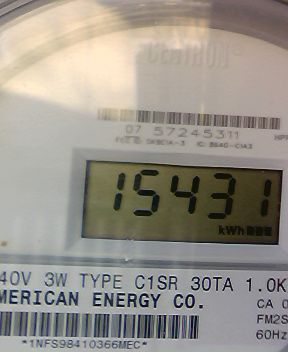 CENTRON®
07 57245311
15431
kWh
40V 3W TYPE C1SR 30TA 1.0K
MERICAN ENERGY CO.
CA 0
FM2S
60Hz
*1NFS98410366MEC*